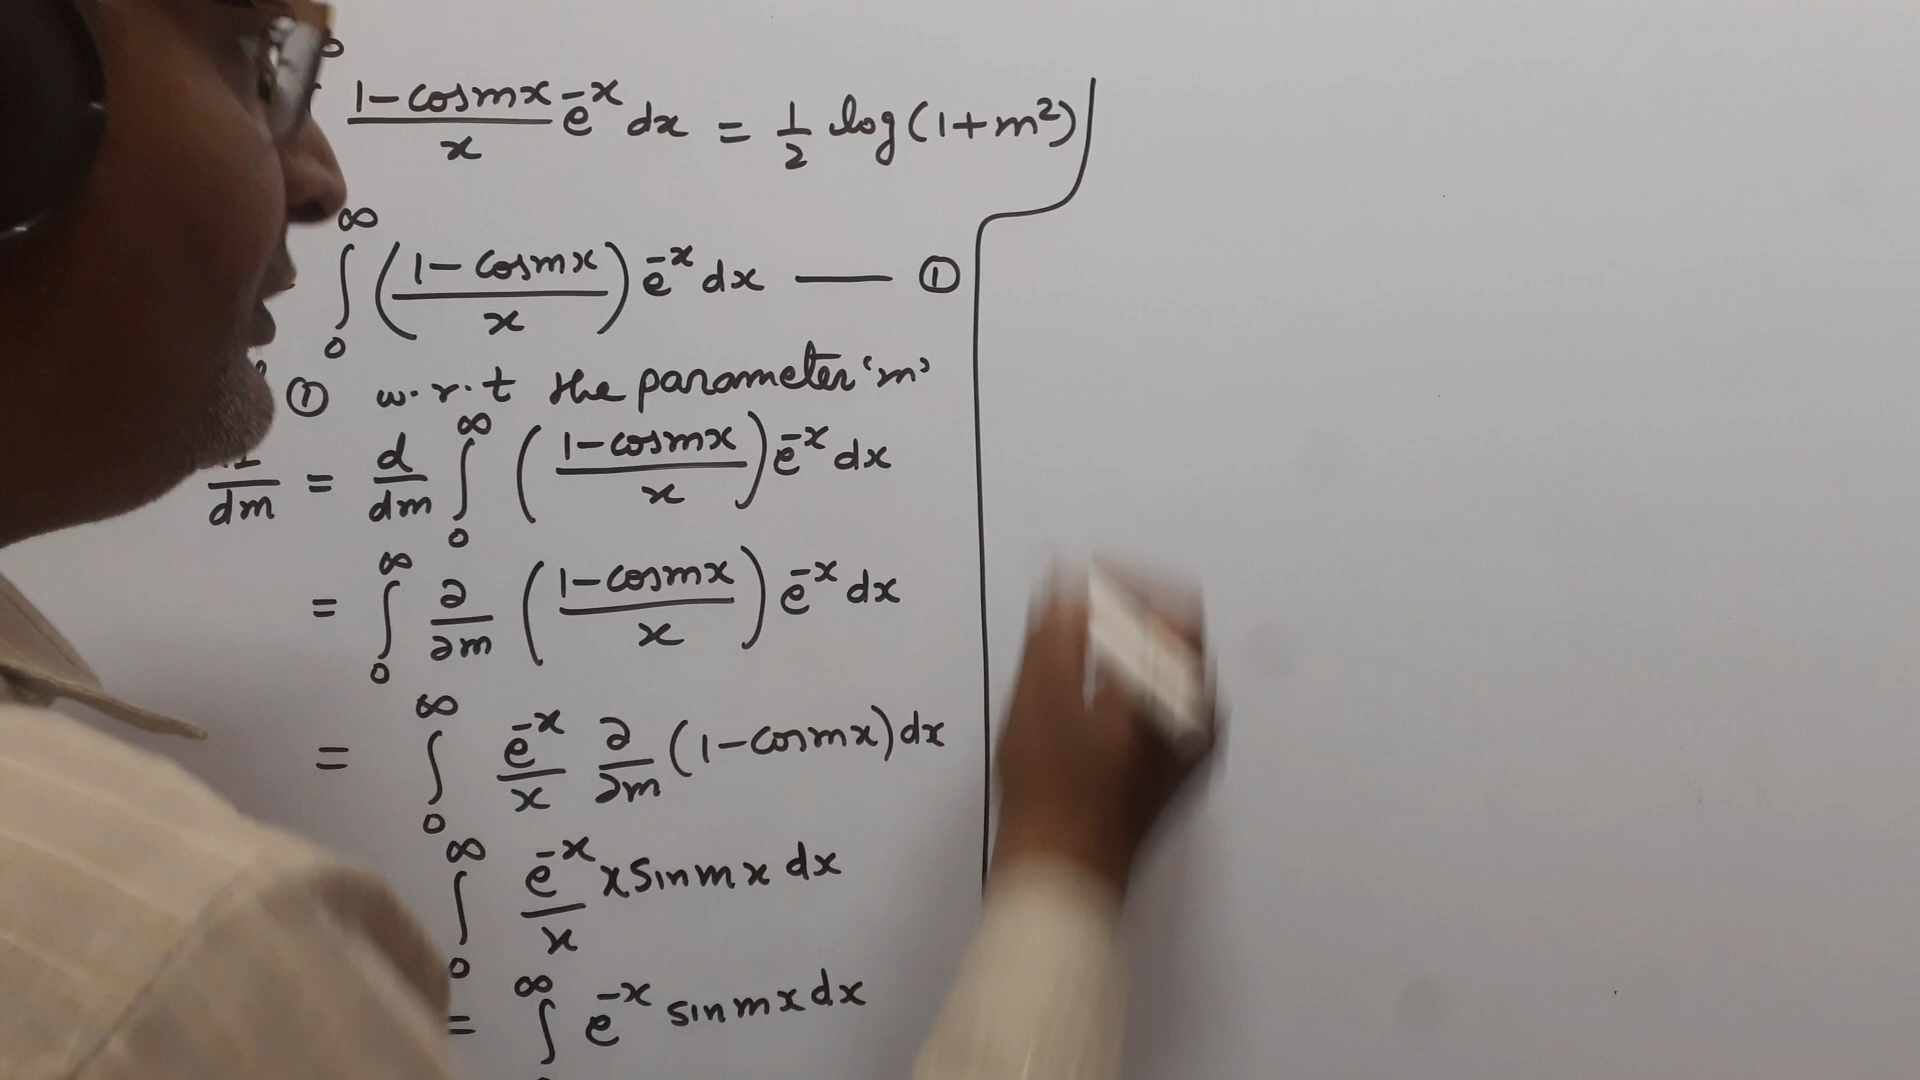 ∞ 1-cosmx/x e^-x dx = 1/2 log(1+m²)
∫₀^∞ (1-cosmx/x) e^-x dx — ①
① w.r.t the parameter 'm'
/dm = d/dm ∫₀^∞ (1-cosmx/x) e^-x dx
= ∫₀^∞ ∂/∂m (1-cosmx/x) e^-x dx
= ∫₀^∞ e^-x/x ∂/∂m (1-cosmx) dx
∫₀^∞ e^-x/x x sinmx dx
= ∫^∞ e^-x sinmx dx